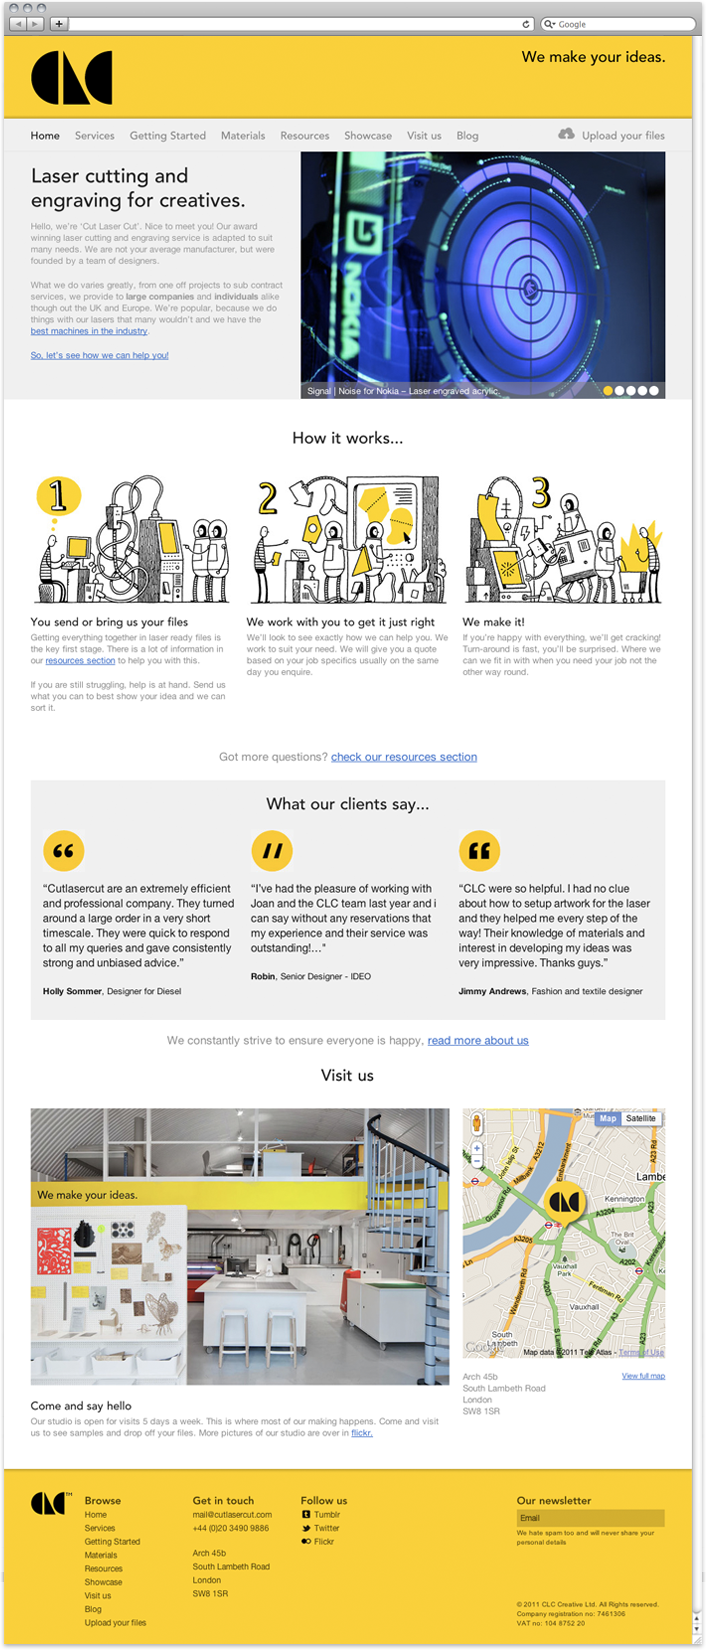 Google
CLC
We make your ideas.
Home Services Getting Started Materials Resources Showcase Visit us Blog Upload your files
Laser cutting and
engraving for creatives.
Hello, we're 'Cut Laser Cut'. Nice to meet you! Our award
winning laser cutting and engraving service is adapted to suit
many needs. We are not your average manufacturer, but were
founded by a team of designers.
What we do varies greatly, from one off projects to sub contract
services, we provide to large companies and individuals alike
though out the UK and Europe. We're popular, because we do
things with our lasers that many wouldn't and we have the
best machines in the industry.
So, let's see how we can help you!
NOKIA
Signal | Noise for Nokia – Laser engraved acrylic.
How it works...
1
2
3
You send or bring us your files
Getting everything together in laser ready files is
the key first stage. There is a lot of information in
our resources section to help you with this.
If you are still struggling, help is at hand. Send us
what you can to best show your idea and we can
sort it.
We work with you to get it just right
We'll look to see exactly how we can help you. We
work to suit your need. We will give you a quote
based on your job specifics usually on the same
day you enquire.
We make it!
If you're happy with everything, we'll get cracking!
Turn-around is fast, you'll be surprised. Where we
can we fit in with when you need your job not the
other way round.
Got more questions? check our resources section
What our clients say...
“Cutlasercut are an extremely efficient
and professional company. They turned
around a large order in a very short
timescale. They were quick to respond
to all my queries and gave consistently
strong and unbiased advice.”
Holly Sommer, Designer for Diesel
“I've had the pleasure of working with
Joan and the CLC team last year and i
can say without any reservations that
my experience and their service was
outstanding!…"
Robin, Senior Designer - IDEO
“CLC were so helpful. I had no clue
about how to setup artwork for the laser
and they helped me every step of the
way! Their knowledge of materials and
interest in developing my ideas was
very impressive. Thanks guys.”
Jimmy Andrews, Fashion and textile designer
We constantly strive to ensure everyone is happy, read more about us
Visit us
We make your ideas.
Map Satellite
John Islip St
Millbank
A3212
Embankment
A23 Rd
Lambe
Grosvenor Rd
CLC
Kennington
A3204
A3205
The Brit
Oval
A202
Kennington
Ln
Vauxhall
Park
Fentiman Rd
Wandsworth Rd
Vauxhall
A23
A3
South
Lambeth
S Lambeth
Google
Map data ©2011 Tele Atlas - Terms of Use
Come and say hello
Our studio is open for visits 5 days a week. This is where most of our making happens. Come and visit
us to see samples and drop off your files. More pictures of our studio are over in flickr.
Arch 45b
South Lambeth Road
London
SW8 1SR
View full map
CLC™
Browse
Home
Services
Getting Started
Materials
Resources
Showcase
Visit us
Blog
Upload your files
Get in touch
mail@cutlasercut.com
+44 (0)20 3490 9886
Arch 45b
South Lambeth Road
London
SW8 1SR
Follow us
Tumblr
Twitter
Flickr
Our newsletter
Email
We hate spam too and will never share your
personal details
© 2011 CLC Creative Ltd. All Rights reserved.
Company registration no: 7461306
VAT no: 104 8752 20